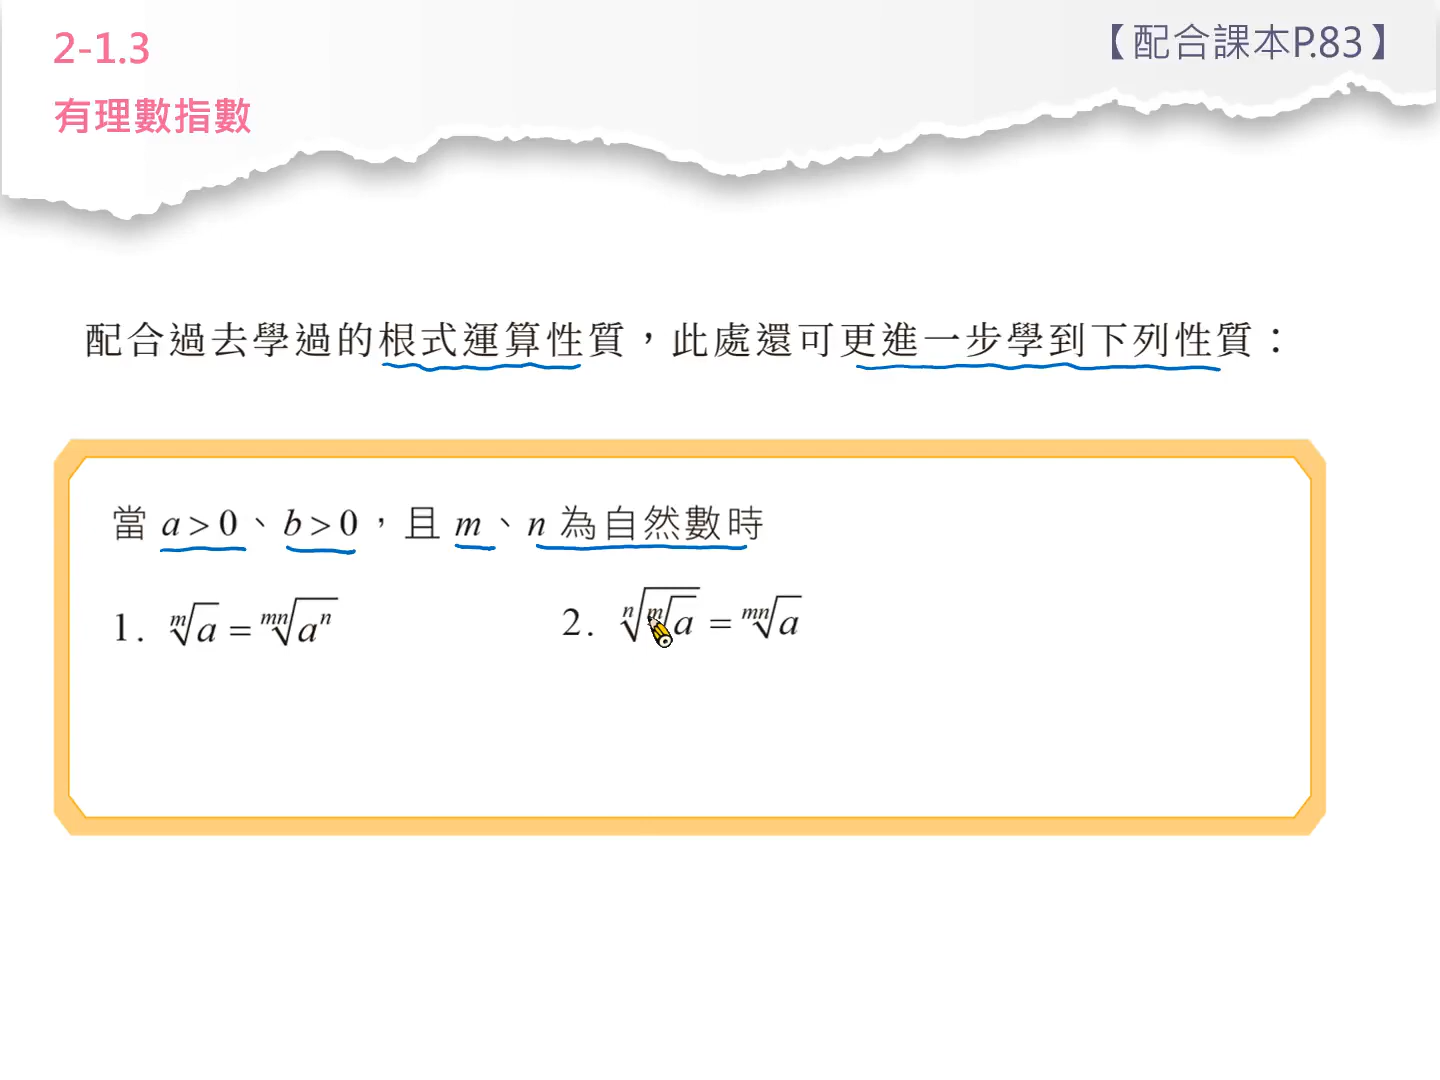 2-1.3
【配合課本P.83】
有理數指數
配合過去學過的根式運算性質，此處還可更進一步學到下列性質：
當 a > 0、b > 0，且 m、n 為自然數時
1. ᵐ√a = ᵐⁿ√aⁿ　2. ⁿ√ᵐ√a = ᵐⁿ√a